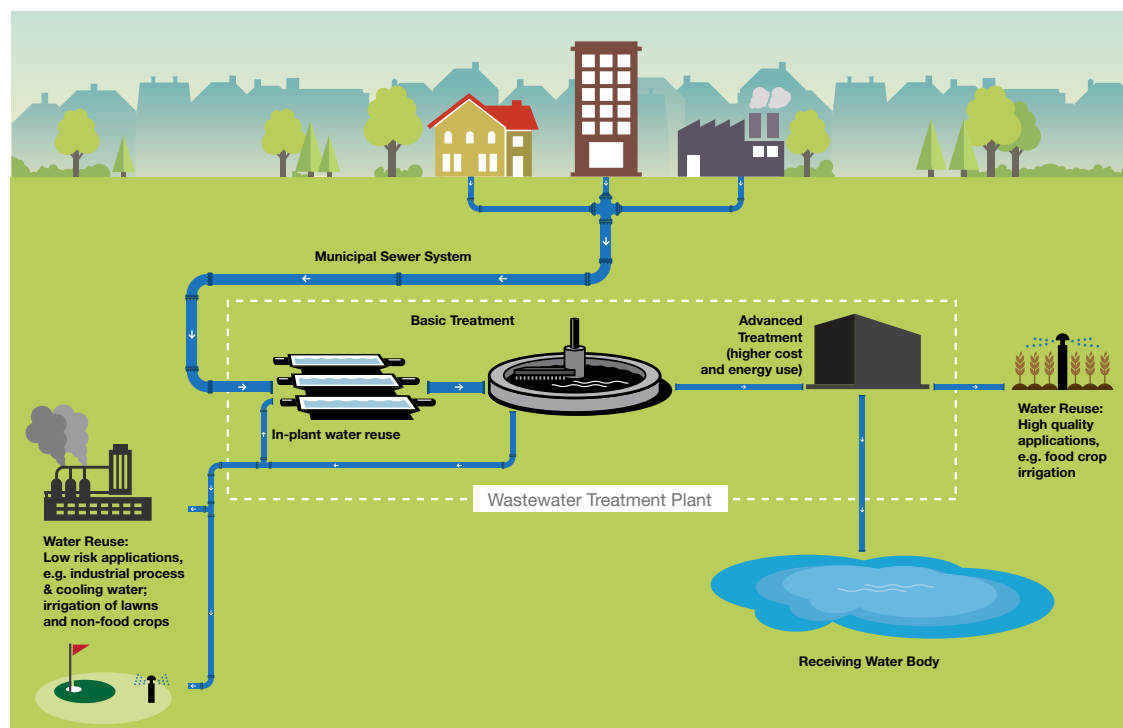 Municipal Sewer System
Basic Treatment
Advanced
Treatment
(higher cost
and energy use)
In-plant water reuse
Water Reuse:
High quality
applications,
e.g. food crop
irrigation
Wastewater Treatment Plant
Water Reuse:
Low risk applications,
e.g. industrial process
& cooling water;
irrigation of lawns
and non-food crops
Receiving Water Body